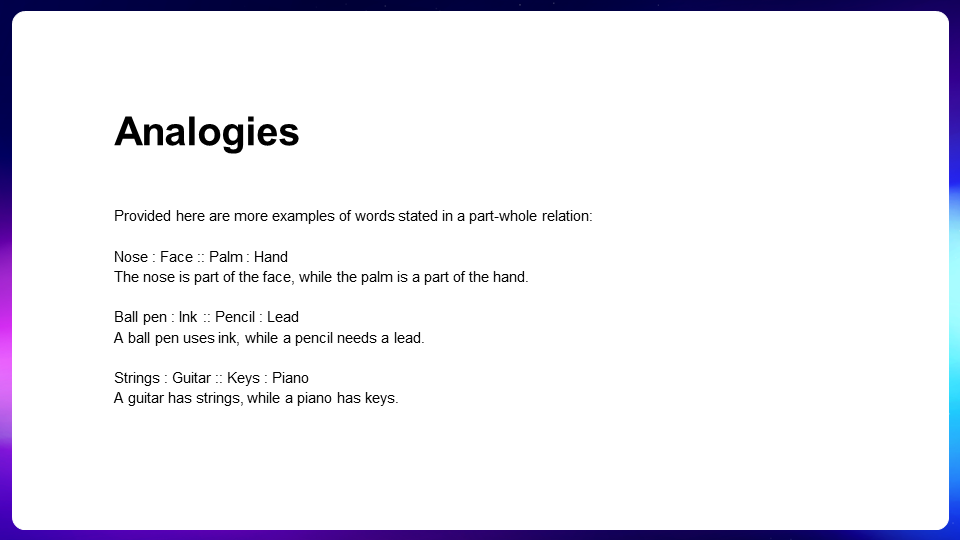 Analogies
Provided here are more examples of words stated in a part-whole relation:
Nose : Face :: Palm : Hand
The nose is part of the face, while the palm is a part of the hand.
Ball pen : Ink :: Pencil : Lead
A ball pen uses ink, while a pencil needs a lead.
Strings : Guitar :: Keys : Piano
A guitar has strings, while a piano has keys.